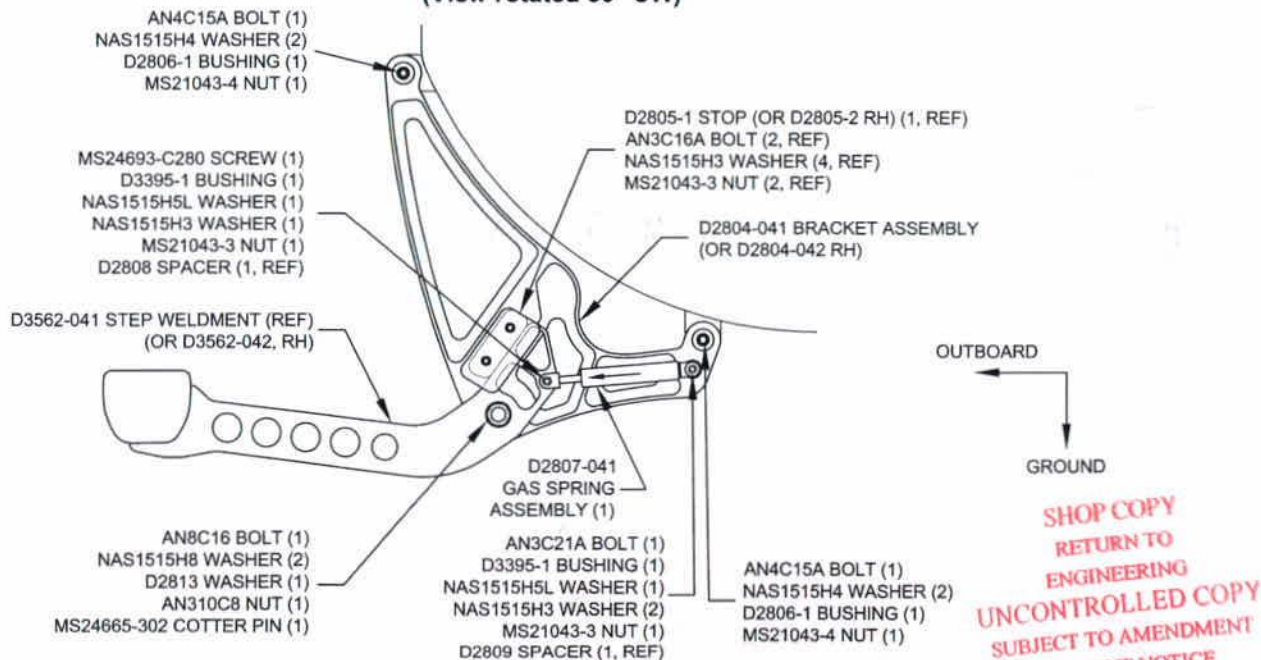 AN4C15A BOLT (1)
NAS1515H4 WASHER (2)
D2806-1 BUSHING (1)
MS21043-4 NUT (1)
D2805-1 STOP (OR D2805-2 RH) (1, REF)
AN3C16A BOLT (2, REF)
NAS1515H3 WASHER (4, REF)
MS21043-3 NUT (2, REF)
MS24693-C280 SCREW (1)
D3395-1 BUSHING (1)
NAS1515H5L WASHER (1)
NAS1515H3 WASHER (1)
MS21043-3 NUT (1)
D2808 SPACER (1, REF)
D2804-041 BRACKET ASSEMBLY
(OR D2804-042 RH)
D3562-041 STEP WELDMENT (REF)
(OR D3562-042, RH)
OUTBOARD
GROUND
D2807-041
GAS SPRING
ASSEMBLY (1)
AN8C16 BOLT (1)
NAS1515H8 WASHER (2)
D2813 WASHER (1)
AN310C8 NUT (1)
MS24665-302 COTTER PIN (1)
AN3C21A BOLT (1)
D3395-1 BUSHING (1)
NAS1515H5L WASHER (1)
NAS1515H3 WASHER (2)
MS21043-3 NUT (1)
D2809 SPACER (1, REF)
AN4C15A BOLT (1)
NAS1515H4 WASHER (2)
D2806-1 BUSHING (1)
MS21043-4 NUT (1)
SHOP COPY
RETURN TO
ENGINEERING
UNCONTROLLED COPY
SUBJECT TO AMENDMENT
NOTICE